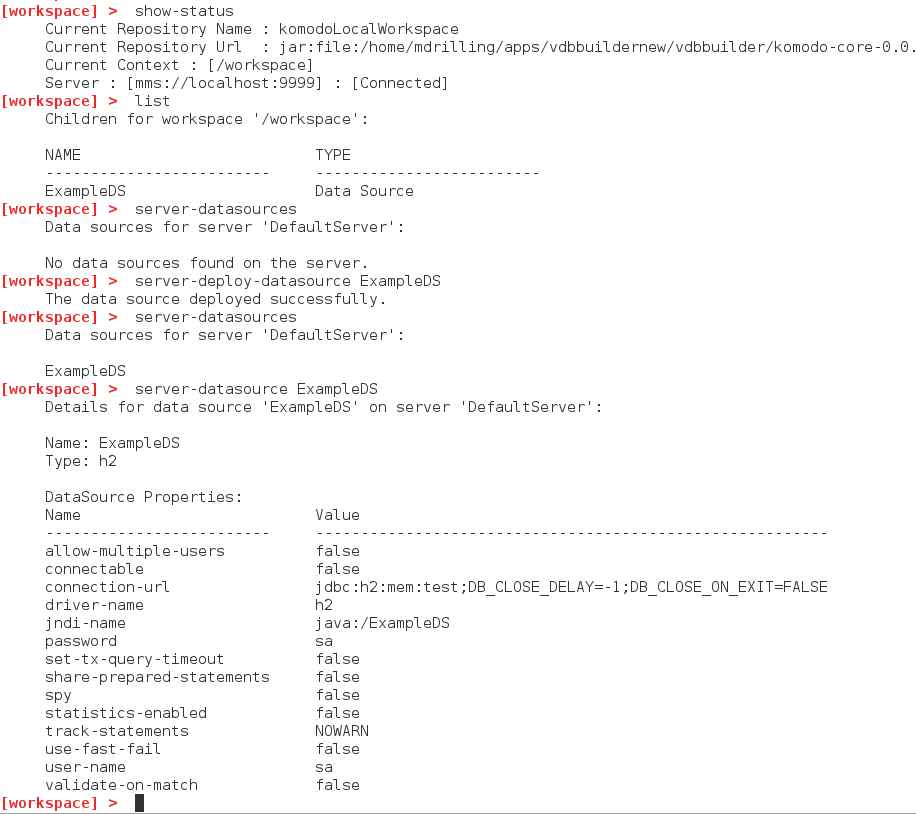 [workspace] > show-status
Current Repository Name : komodoLocalWorkspace
Current Repository Url : jar:file:/home/mdrilling/apps/vdbbuildernew/vdbbuilder/komodo-core-0.0.
Current Context : [/workspace]
Server : [mms://localhost:9999] : [Connected]
[workspace] > list
Children for workspace '/workspace':
NAME TYPE
------------------------- -------------------------
ExampleDS Data Source
[workspace] > server-datasources
Data sources for server 'DefaultServer':
No data sources found on the server.
[workspace] > server-deploy-datasource ExampleDS
The data source deployed successfully.
[workspace] > server-datasources
Data sources for server 'DefaultServer':
ExampleDS
[workspace] > server-datasource ExampleDS
Details for data source 'ExampleDS' on server 'DefaultServer':
Name: ExampleDS
Type: h2
DataSource Properties:
Name Value
------------------------- ---------------------------------------------------------
allow-multiple-users false
connectable false
connection-url jdbc:h2:mem:test;DB_CLOSE_DELAY=-1;DB_CLOSE_ON_EXIT=FALSE
driver-name h2
jndi-name java:/ExampleDS
password sa
set-tx-query-timeout false
share-prepared-statements false
spy false
statistics-enabled false
track-statements NOWARN
use-fast-fail false
user-name sa
validate-on-match false
[workspace] >